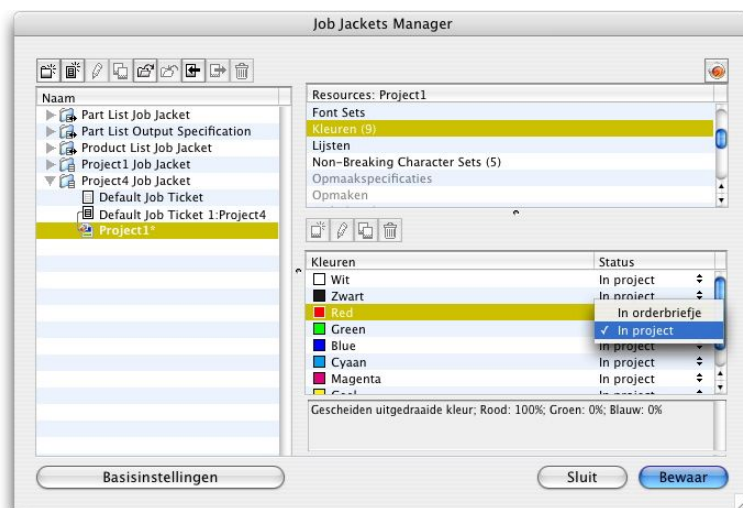 Job Jackets Manager
Naam
Part List Job Jacket
Part List Output Specification
Product List Job Jacket
Project1 Job Jacket
Project4 Job Jacket
Default Job Ticket
Default Job Ticket 1:Project4
Project1*
Resources: Project1
Font Sets
Kleuren (9)
Lijsten
Non-Breaking Character Sets (5)
Opmaakspecificaties
Opmaken
Kleuren Status
Wit In project
Zwart In project
Red In orderbriefje
Green ✓ In project
Blue In project
Cyaan In project
Magenta In project
Gescheiden uitgedraaide kleur; Rood: 100%; Groen: 0%; Blauw: 0%
Basisinstellingen Sluit Bewaar